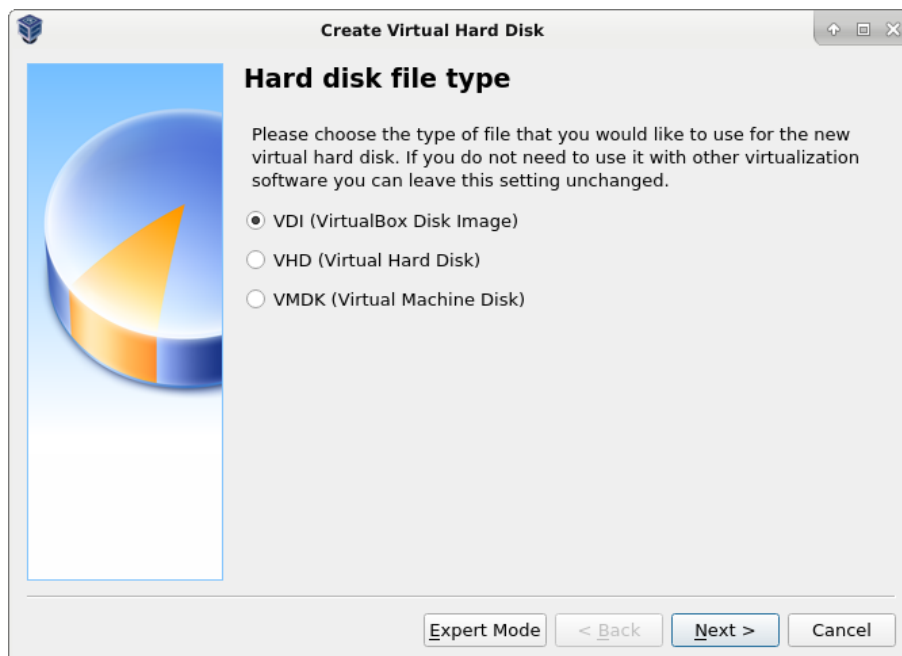 Create Virtual Hard Disk
Hard disk file type
Please choose the type of file that you would like to use for the new
virtual hard disk. If you do not need to use it with other virtualization
software you can leave this setting unchanged.
VDI (VirtualBox Disk Image)
VHD (Virtual Hard Disk)
VMDK (Virtual Machine Disk)
Expert Mode
< Back
Next >
Cancel